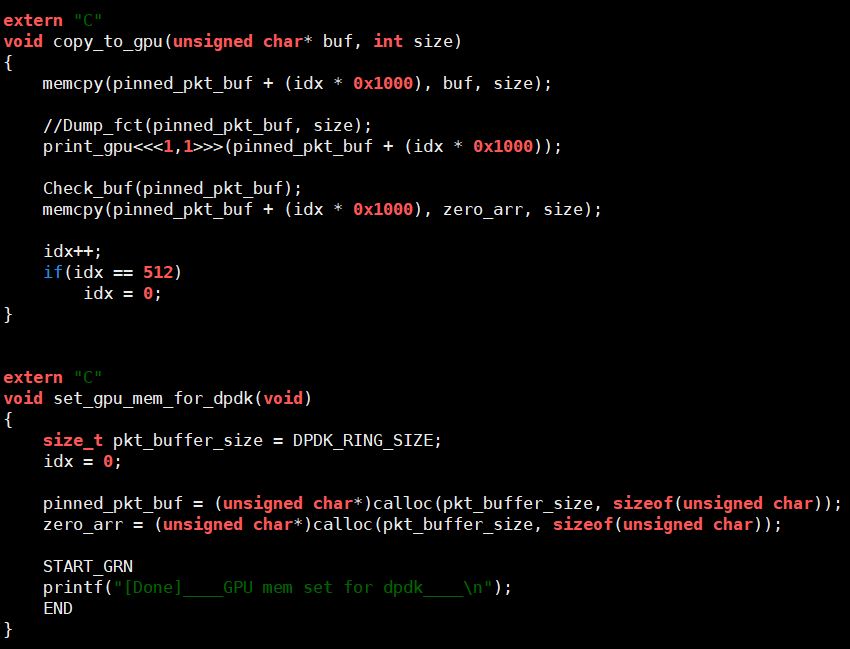 extern "C"
void copy_to_gpu(unsigned char* buf, int size)
{
    memcpy(pinned_pkt_buf + (idx * 0x1000), buf, size);

    //Dump_fct(pinned_pkt_buf, size);
    print_gpu<<<1,1>>>(pinned_pkt_buf + (idx * 0x1000));

    Check_buf(pinned_pkt_buf);
    memcpy(pinned_pkt_buf + (idx * 0x1000), zero_arr, size);

    idx++;
    if(idx == 512)
        idx = 0;
}


extern "C"
void set_gpu_mem_for_dpdk(void)
{
    size_t pkt_buffer_size = DPDK_RING_SIZE;
    idx = 0;

    pinned_pkt_buf = (unsigned char*)calloc(pkt_buffer_size, sizeof(unsigned char));
    zero_arr = (unsigned char*)calloc(pkt_buffer_size, sizeof(unsigned char));

    START_GRN
    printf("[Done]____GPU mem set for dpdk____\n");
    END
}